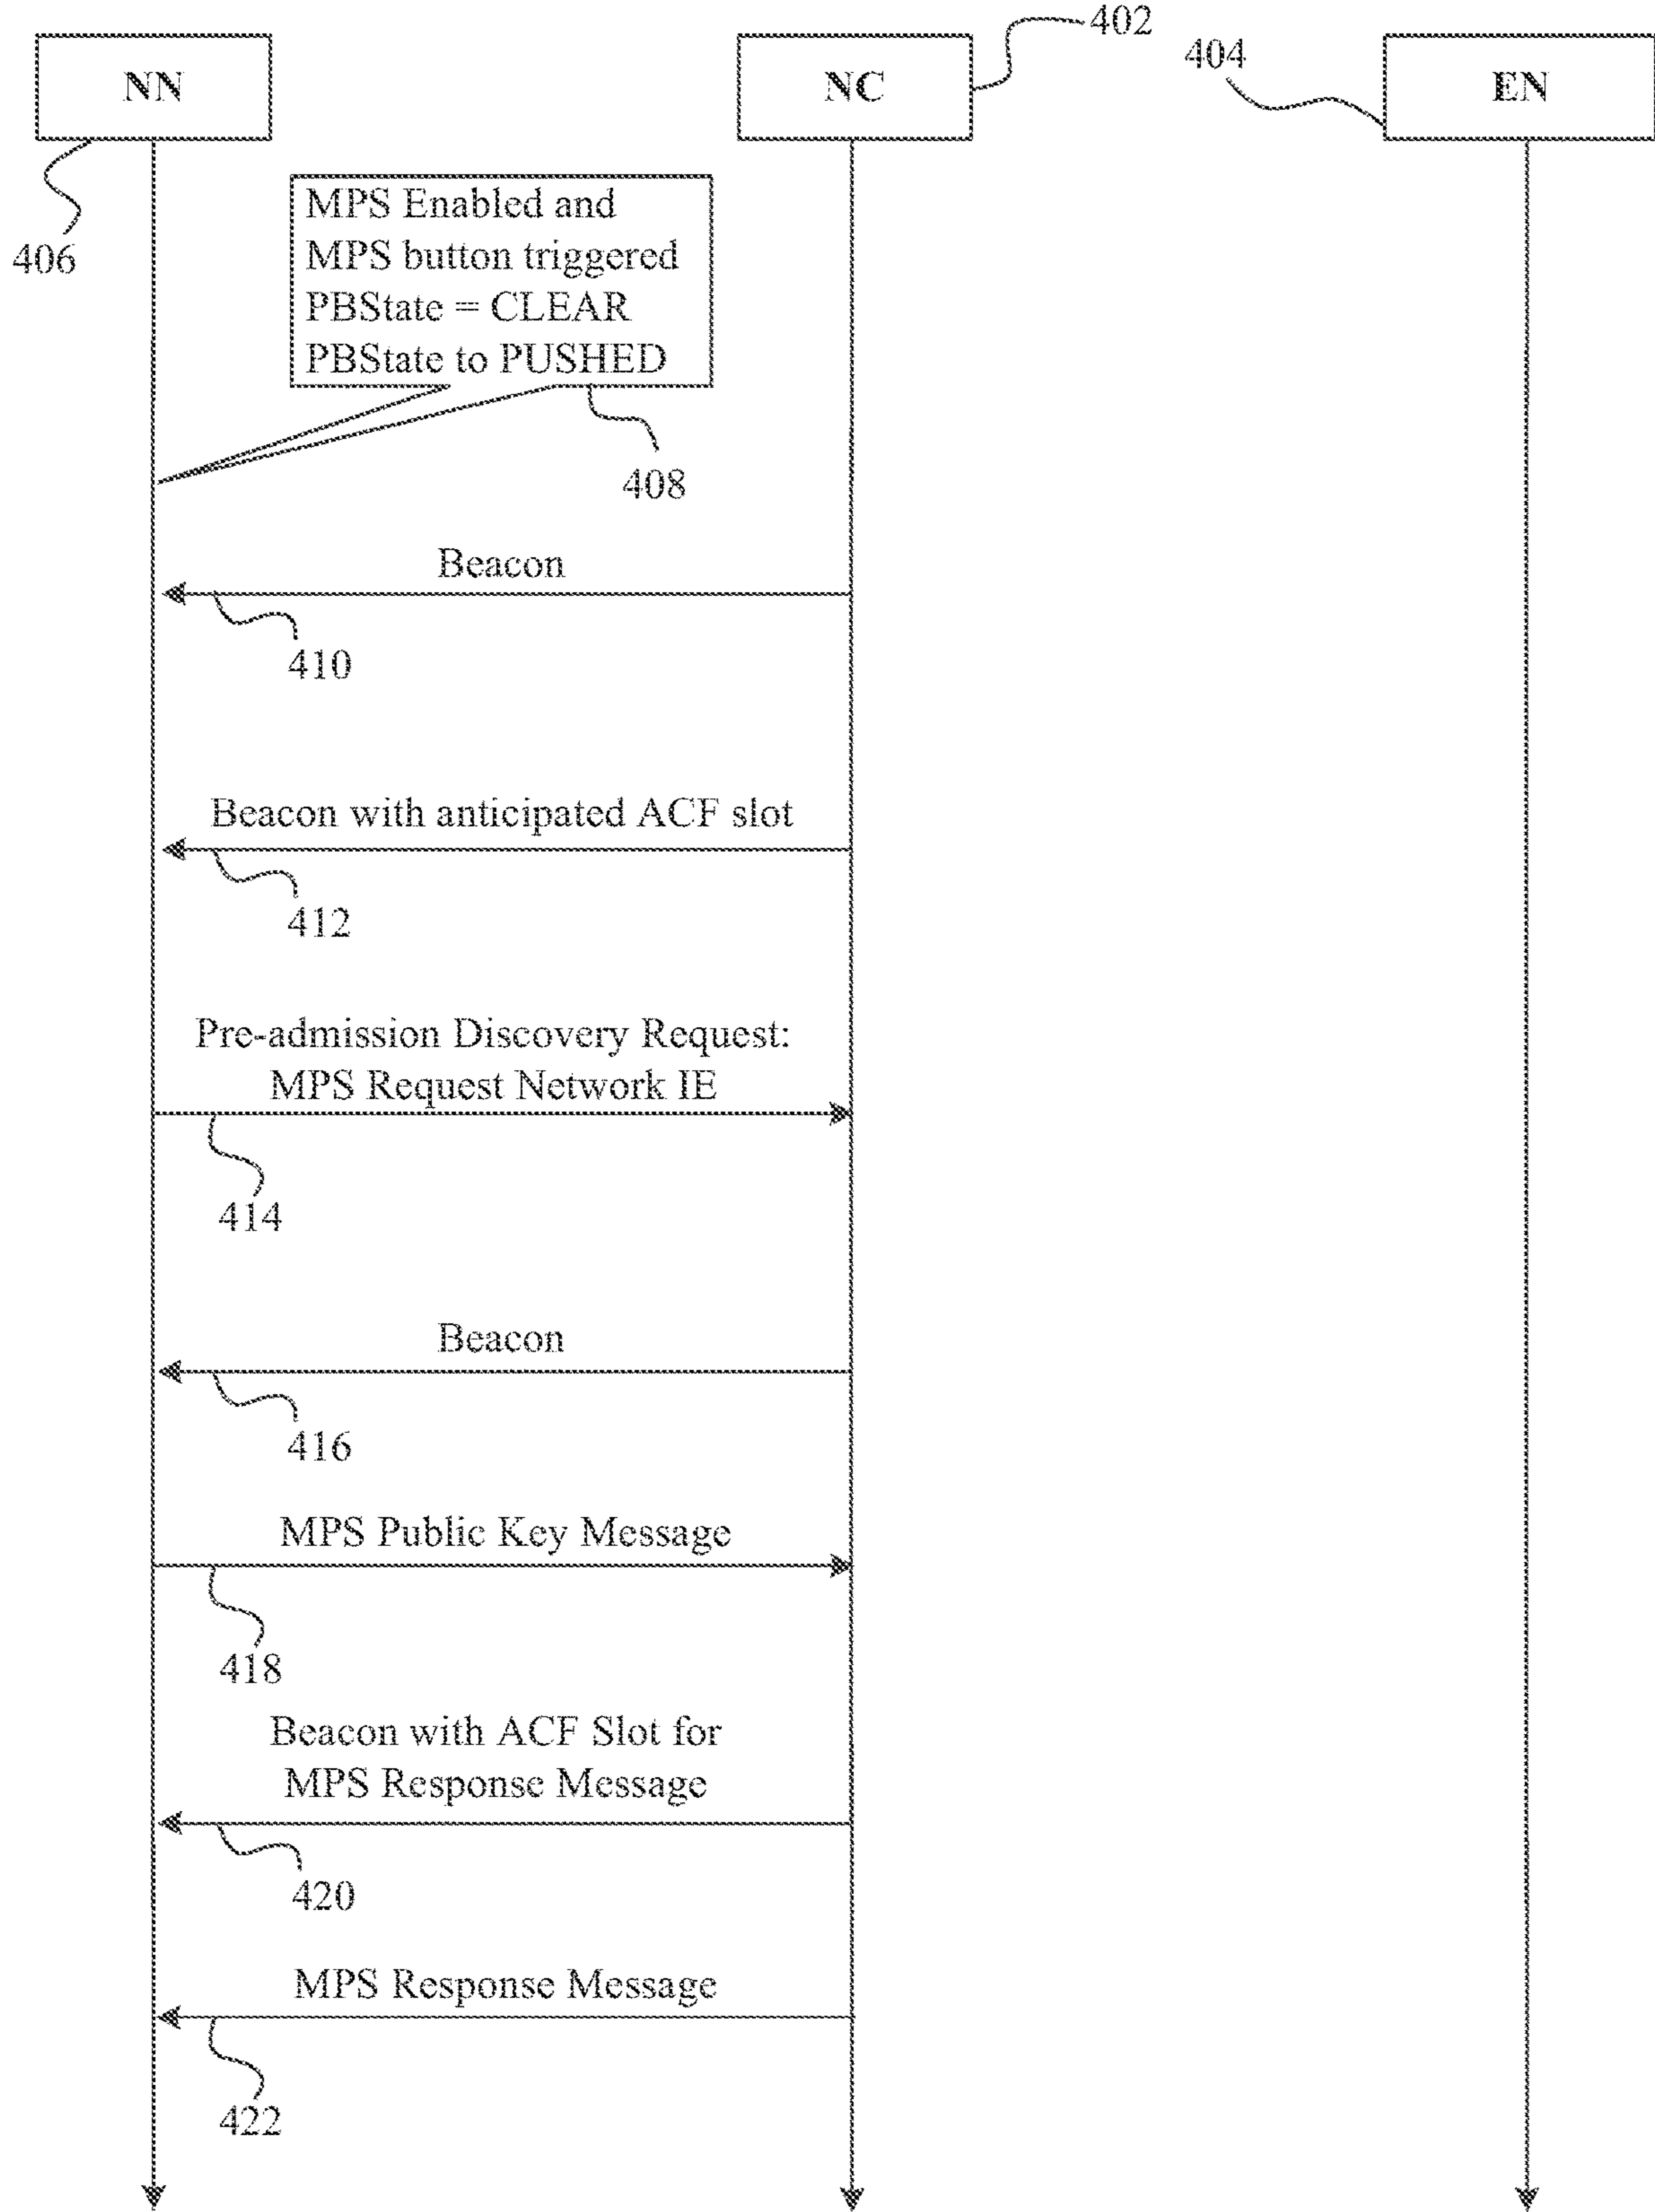 402
404
NN
NC
EN
406
MPS Enabled and
MPS button triggered
PBState = CLEAR
PBState to PUSHED
408
Beacon
410
Beacon with anticipated ACF slot
412
Pre-admission Discovery Request:
MPS Request Network IE
414
Beacon
416
MPS Public Key Message
418
Beacon with ACF Slot for
MPS Response Message
420
MPS Response Message
422